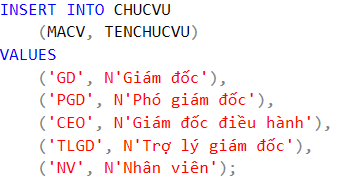 INSERT INTO CHUCVU
(MACV, TENCHUCVU)
VALUES
('GD', N'Giám đốc'),
('PGD', N'Phó giám đốc'),
('CEO', N'Giám đốc điều hành'),
('TLGD', N'Trợ lý giám đốc'),
('NV', N'Nhân viên');